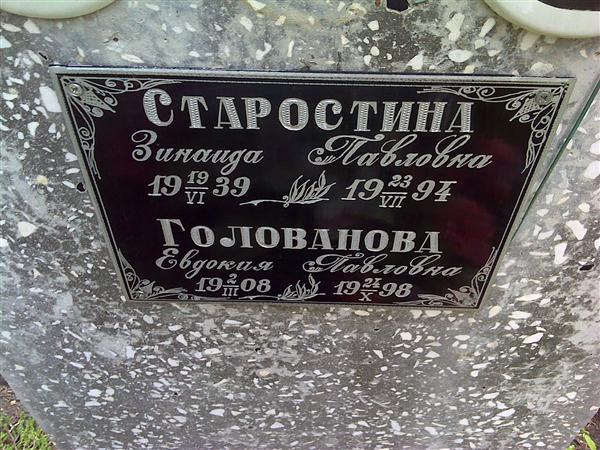 СТАРОСТИНА
Зинаида Павловна
19 19/VI 39 19 23/VII 94
ГОЛОВАНОВА
Евдокия Павловна
19 2/III 08 19 21/X 98